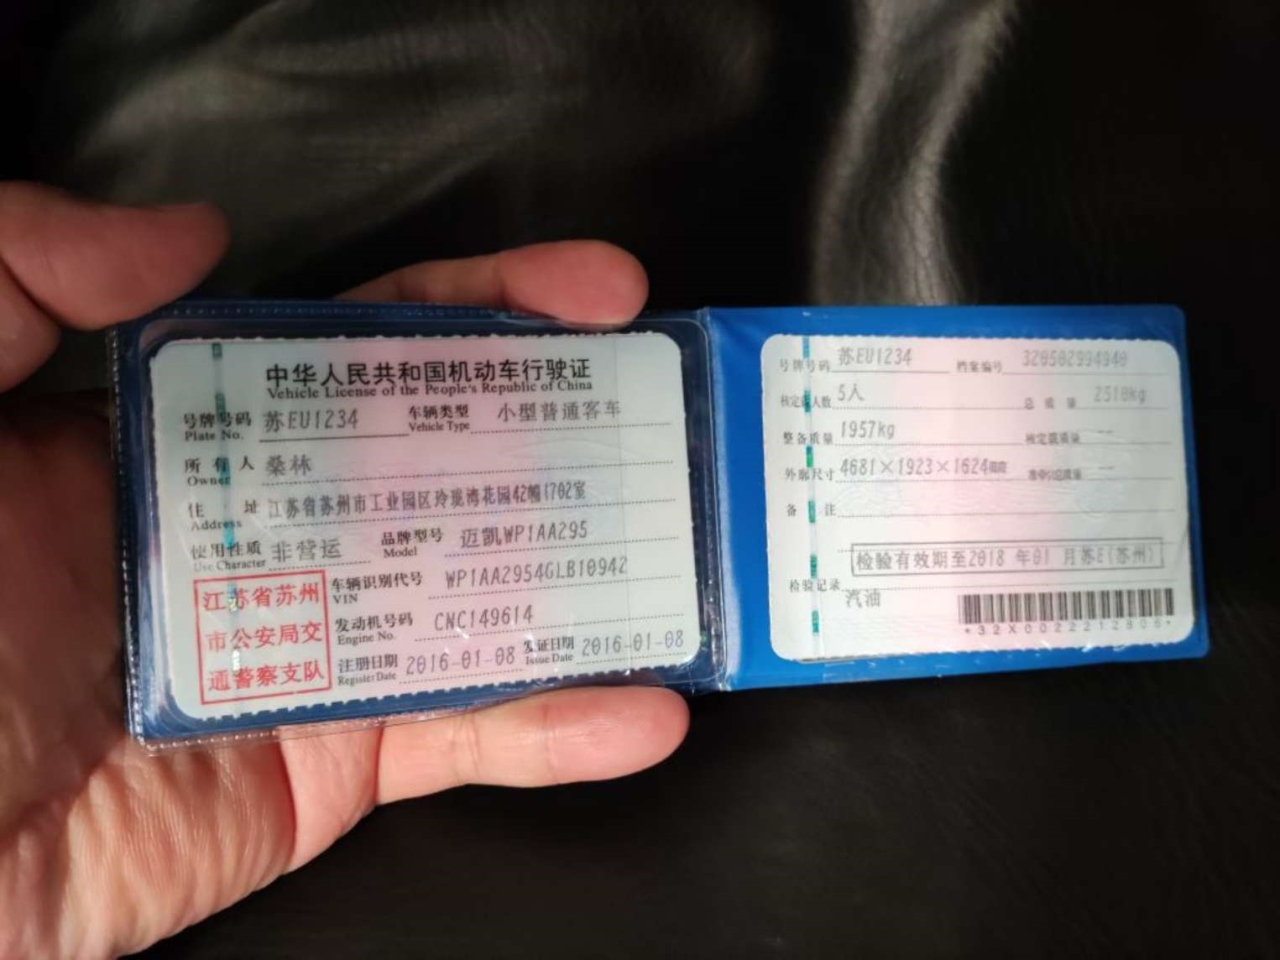 中华人民共和国机动车行驶证
Vehicle License of the People's Republic of China
号牌号码 苏EU1234 车辆类型 小型普通客车
Plate No. Vehicle Type
所有人 桑林
Owner
住址 江苏省苏州市工业园区玲珑湾花园42幢1702室
Address
使用性质 非营运 品牌型号 迈凯WP1AA295
Use Character Model
江苏省苏州
市公安局交
通警察支队
车辆识别代号 WP1AA2954GLB10942
VIN
发动机号码 CNC149614
Engine No.
注册日期 2016-01-08 发证日期 2016-01-08
Register Date Issue Date
号牌号码 苏EU1234 档案编号 320502994940
核定载人数 5人 总质量 2510kg
整备质量 1957kg 核定载质量 --
外廓尺寸 4681×1923×1624 --
备注
检验有效期至2018 年01 月苏E(苏州)
检验记录
汽油
*32X0022212806*